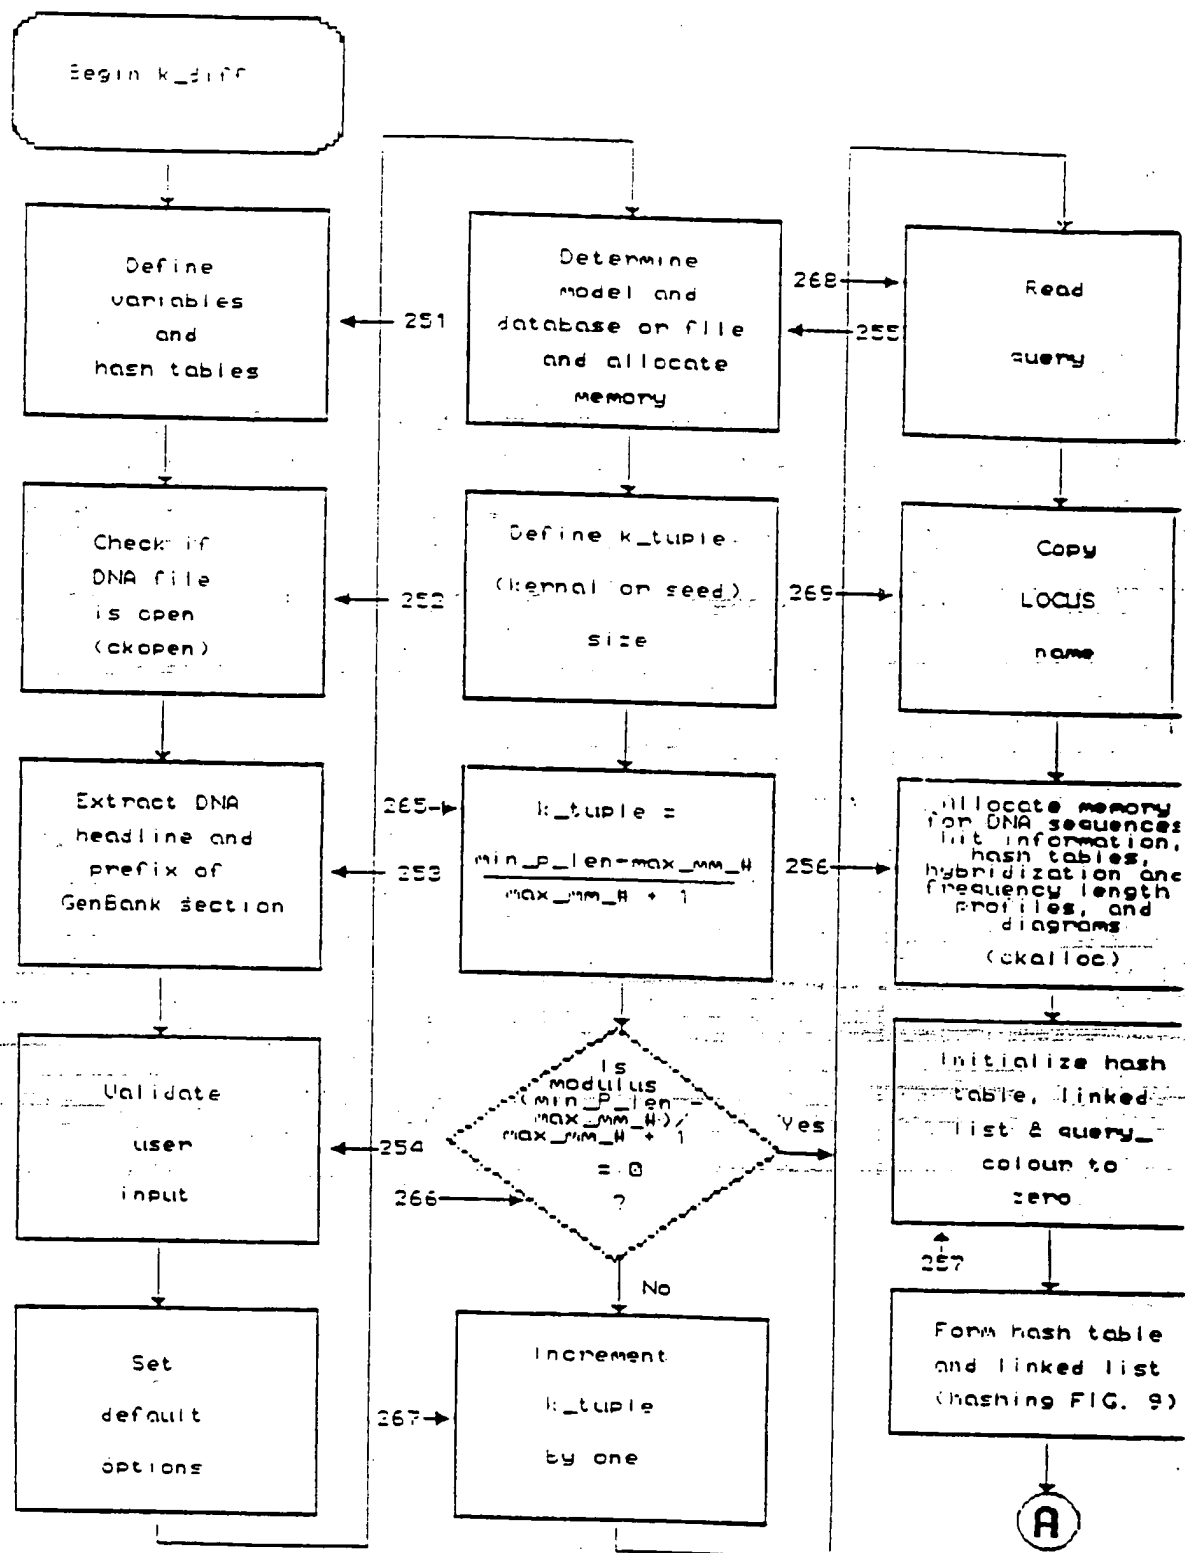 Begin k_diff
Define
variables
and
hash tables
251
Check if
DNA file
is open
(ckopen)
252
Extract DNA
headline and
prefix of
GenBank section
253
Validate
user
input
254
Set
default
options
Determine
model and
database or file
and allocate
memory
255
Define k_tuple
(kernal or seed)
size
265
k_tuple =
min_p_len-max_mm_#
max_mm_# + 1
Is
modulus
(min_p_len -
max_mm_#)/
max_mm_# + 1
= 0
?
266
Yes
No
267
Increment
k_tuple
by one
268
Read
query
269
Copy
LOCUS
name
256
Allocate memory
for DNA sequences
hit information,
hash tables,
hybridization and
frequency length
profiles, and
diagrams
(ckalloc)
Initialize hash
table, linked
list & query_
colour to
zero
257
Form hash table
and linked list
(hashing FIG. 9)
A